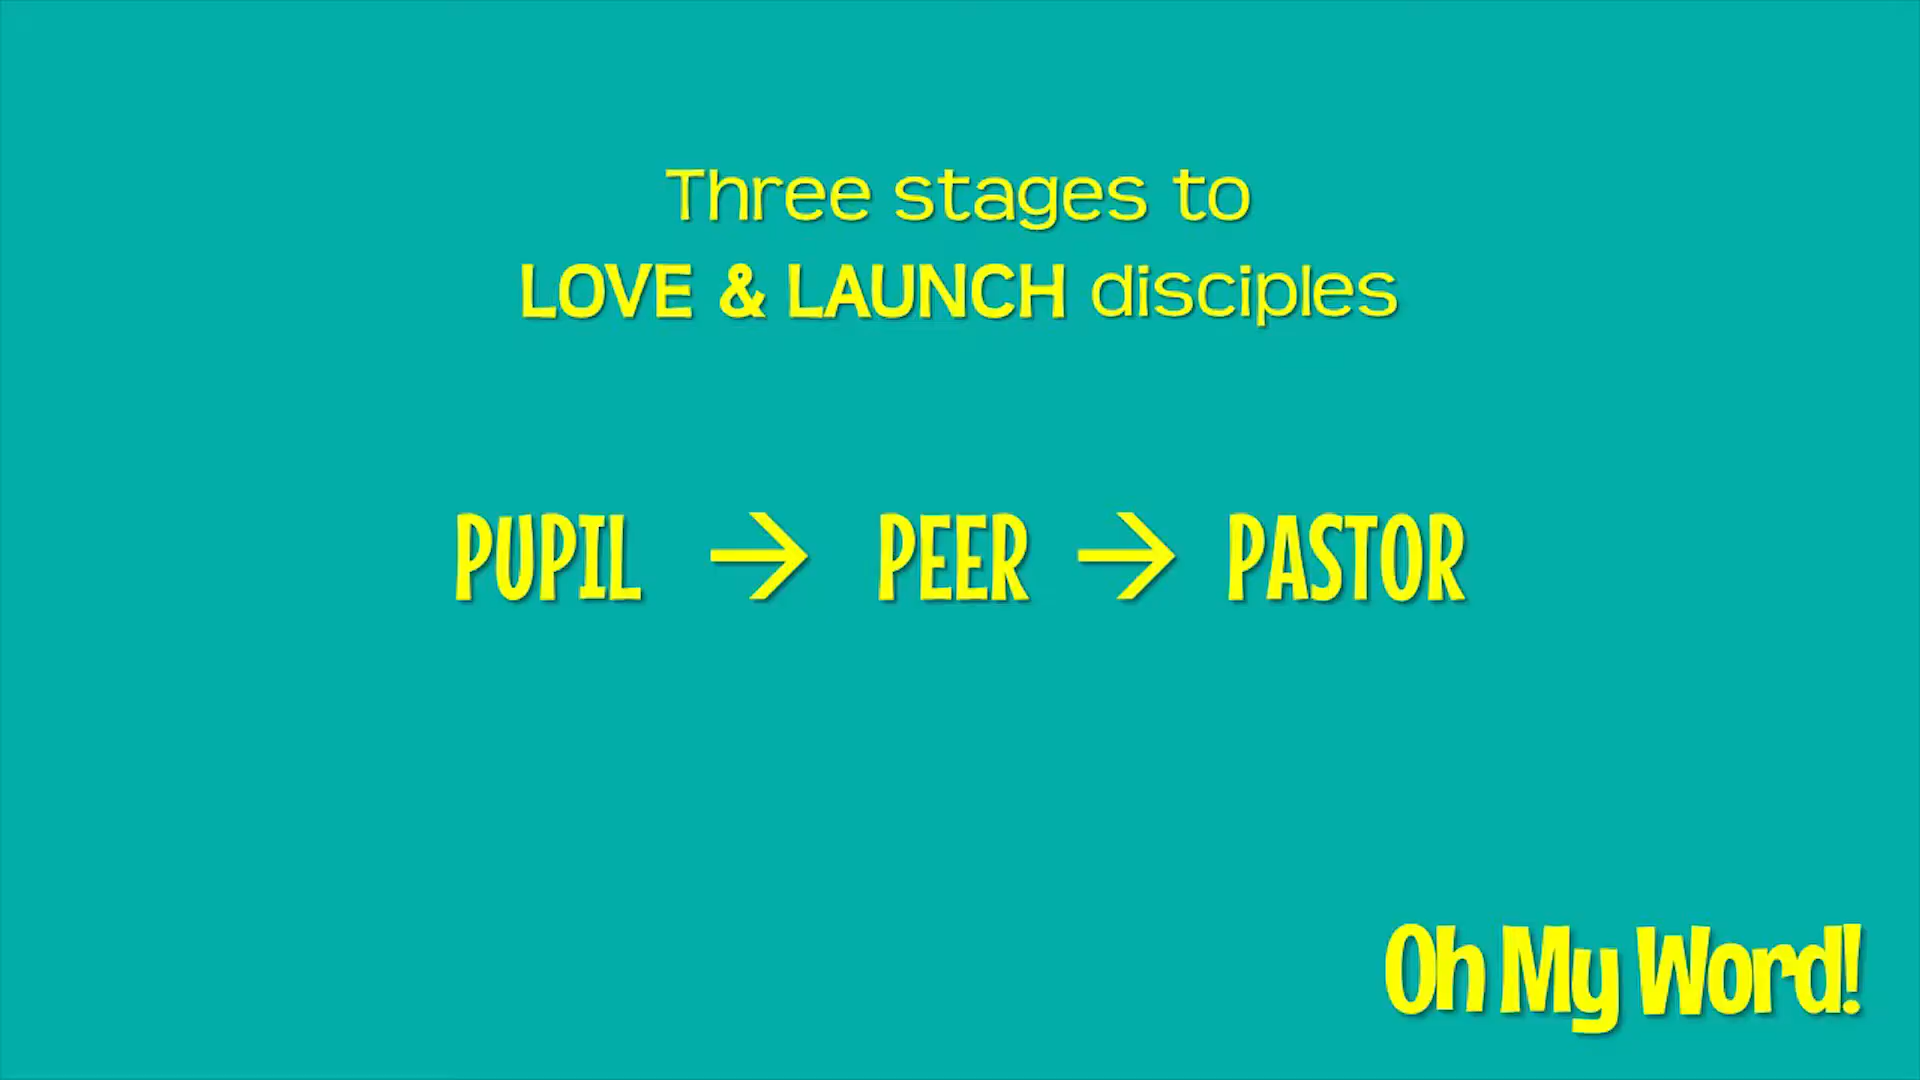 Three stages to
LOVE & LAUNCH disciples
PUPIL → PEER → PASTOR
Oh My Word!